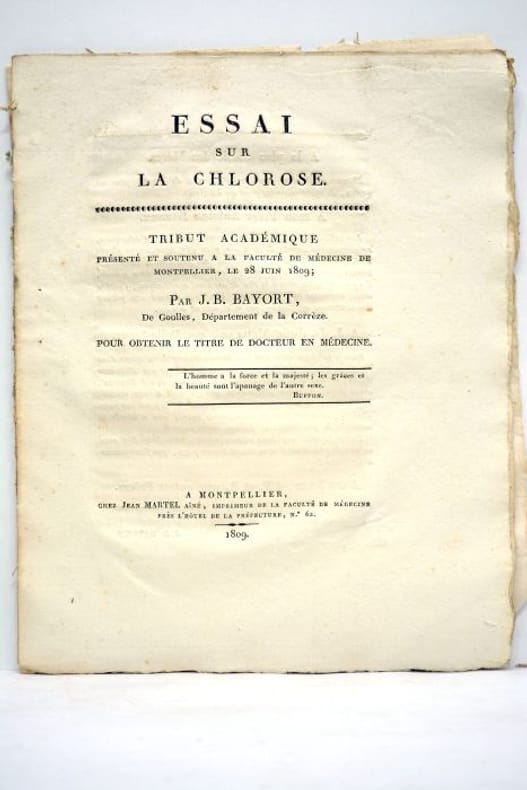 ESSAI
SUR
LA CHLOROSE.
TRIBUT ACADÉMIQUE
PRÉSENTÉ ET SOUTENU A LA FACULTÉ DE MÉDECINE DE
MONTPELLIER, LE 28 JUIN 1809;
PAR J. B. BAYORT,
De Goulles, Département de la Corrèze.
POUR OBTENIR LE TITRE DE DOCTEUR EN MÉDECINE.
L'homme a la force et la majesté; les grâces et
la beauté sont l'apanage de l'autre sexe.
BUFFON.
A MONTPELLIER,
CHEZ JEAN MARTEL AÎNÉ, IMPRIMEUR DE LA FACULTÉ DE MÉDECINE
PRÈS L'HÔTEL DE LA PRÉFECTURE, N.° 62.
1809.